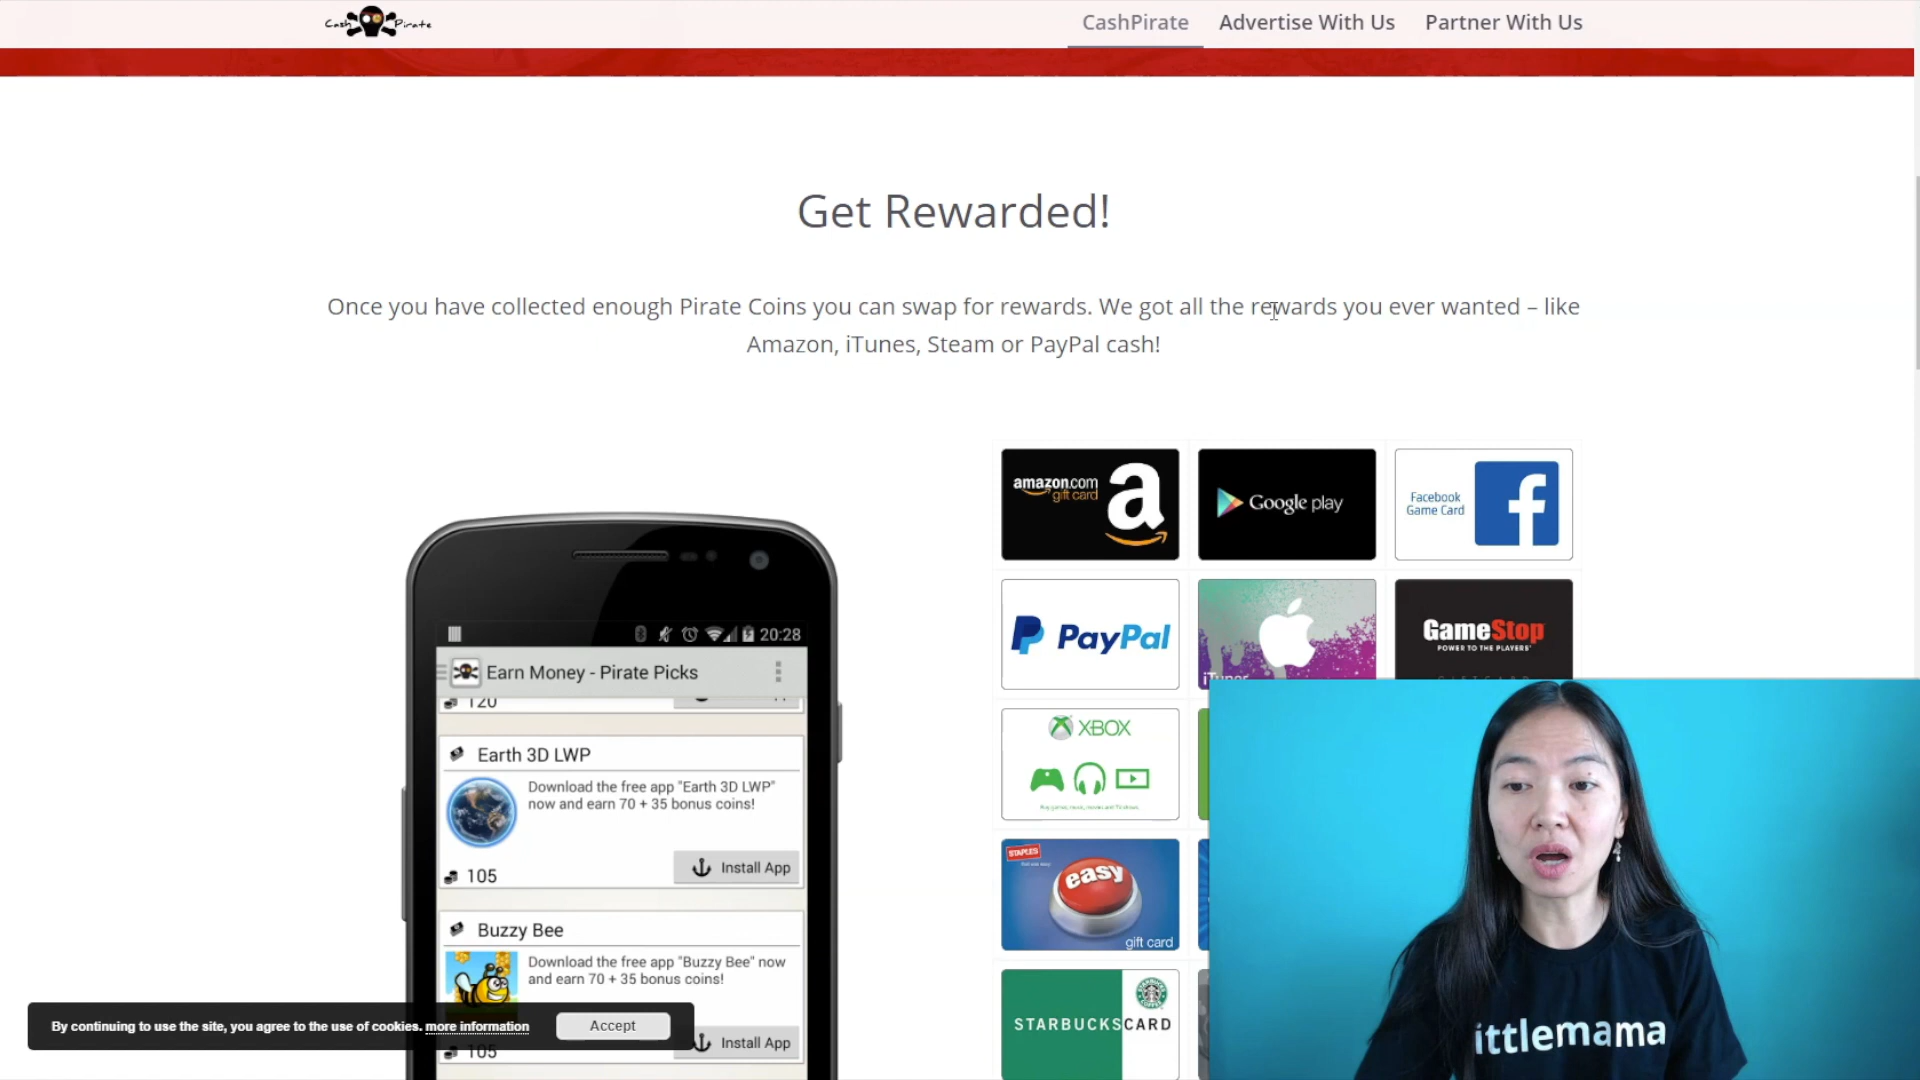 Cash Pirate
CashPirate
Advertise With Us
Partner With Us
Get Rewarded!
Once you have collected enough Pirate Coins you can swap for rewards. We got all the rewards you ever wanted – like
Amazon, iTunes, Steam or PayPal cash!
amazon.com
gift card
a
Google play
Facebook
Game Card
f
PayPal
iTunes
GameStop
POWER TO THE PLAYERS
XBOX
STAPLES
easy
gift card
STARBUCKS CARD
20:28
Earn Money - Pirate Picks
120
Earth 3D LWP
Download the free app "Earth 3D LWP"
now and earn 70 + 35 bonus coins!
105
Install App
Buzzy Bee
Download the free app "Buzzy Bee" now
and earn 70 + 35 bonus coins!
105
Install App
By continuing to use the site, you agree to the use of cookies. more information
Accept
ittlemama